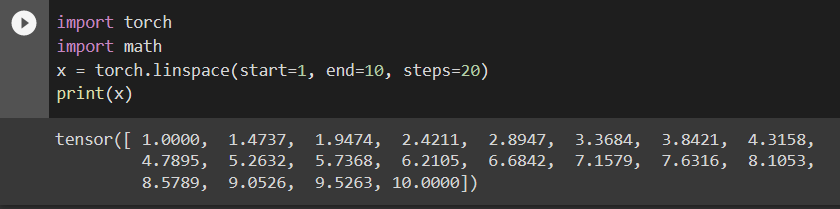 import torch
import math
x = torch.linspace(start=1, end=10, steps=20)
print(x)
tensor([ 1.0000,  1.4737,  1.9474,  2.4211,  2.8947,  3.3684,  3.8421,  4.3158,
         4.7895,  5.2632,  5.7368,  6.2105,  6.6842,  7.1579,  7.6316,  8.1053,
         8.5789,  9.0526,  9.5263, 10.0000])